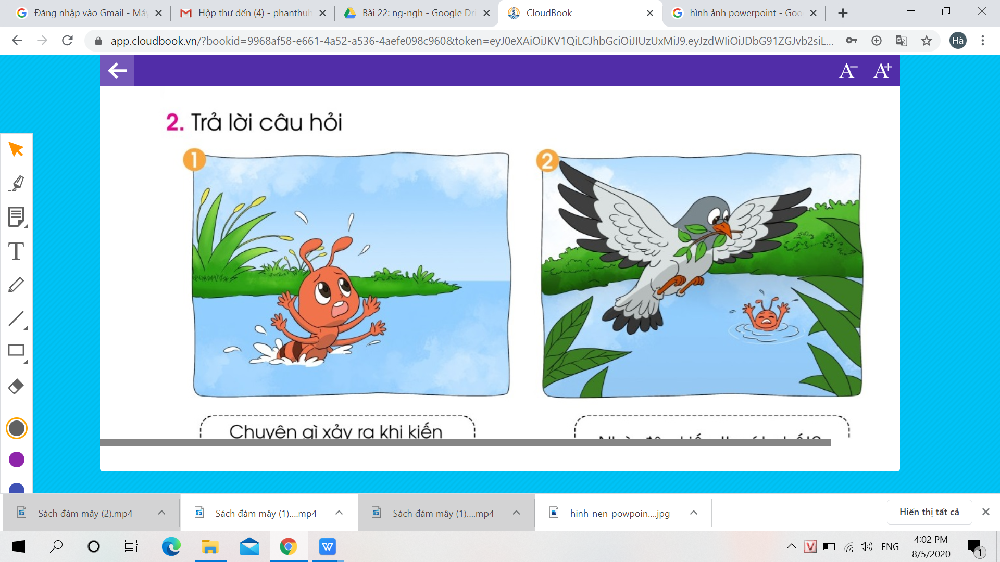 Đăng nhập vào Gmail - Má
Hộp thư đến (4) - phanthuh
Bài 22: ng-ngh - Google Dri
CloudBook
hình ảnh powerpoint - Goo
app.cloudbook.vn/?bookid=9968af58-e661-4a52-a536-4aefe098c960&token=eyJ0eXAiOiJKV1QiLCJhbGciOiJIUzUxMiJ9.eyJzdWIiOiJDbG91ZGJvb2siL...
Hà
A- A+
2. Trả lời câu hỏi
1
2
T
Chuyện gì xảy ra khi kiến
Sách đám mây (2).mp4
Sách đám mây (1)....mp4
Sách đám mây (1)....mp4
hinh-nen-powpoin....jpg
Hiển thị tất cả
ENG
4:02 PM
8/5/2020
1